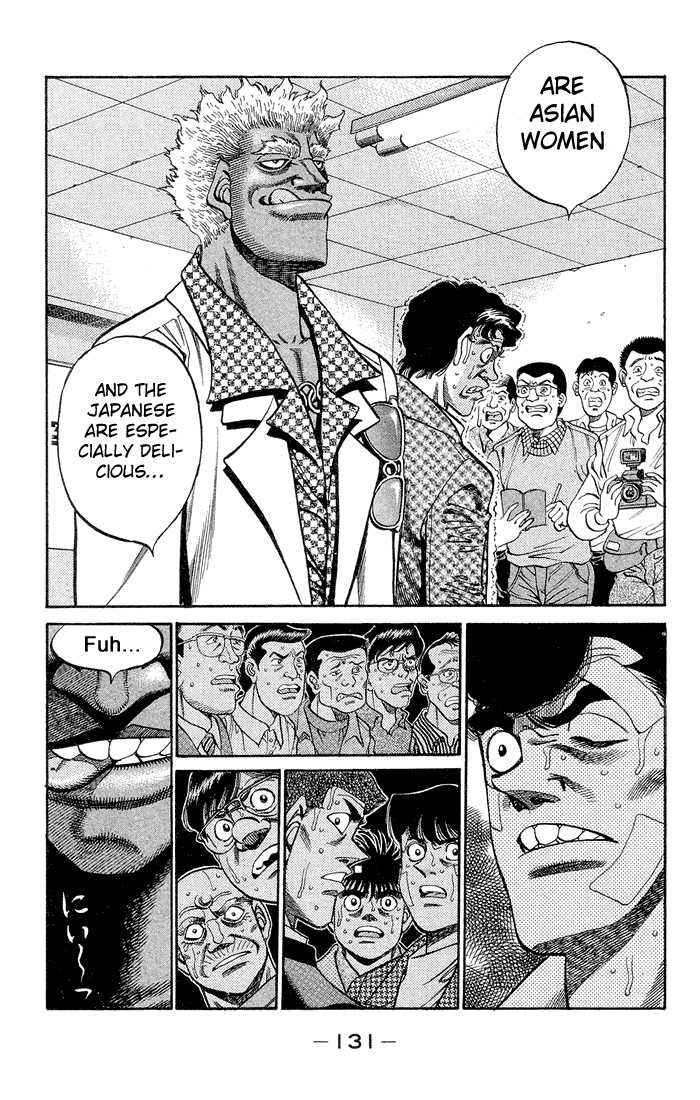 ARE
ASIAN
WOMEN
AND THE
JAPANESE
ARE ESPE-
CIALLY DELI-
CIOUS...
Fuh...
にぃ〜っ
-131-